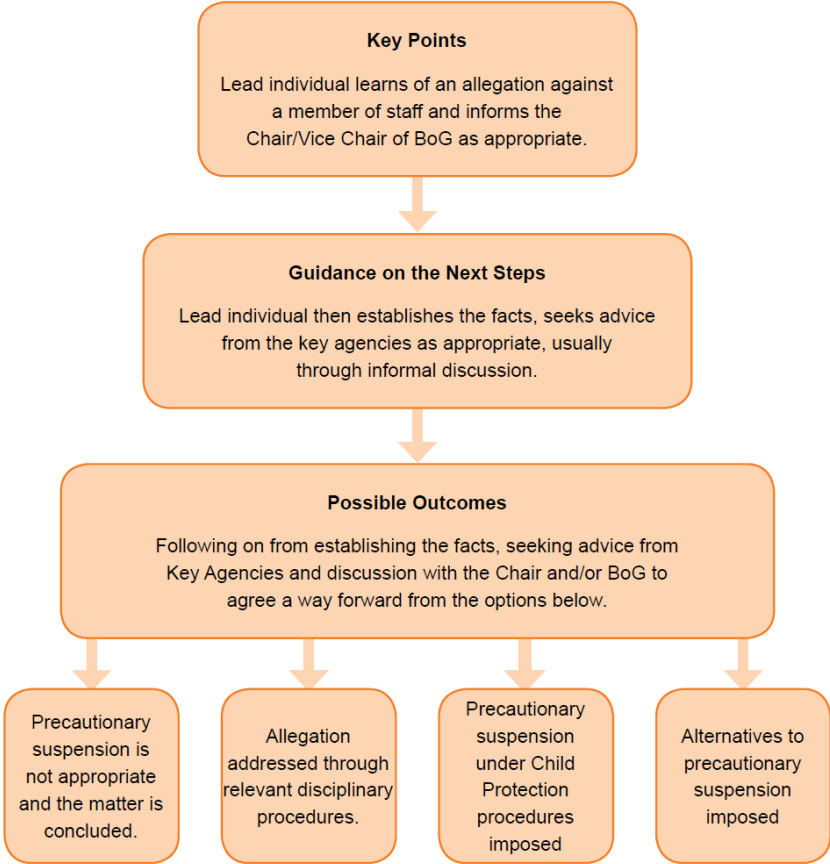 Key Points
Lead individual learns of an allegation against
a member of staff and informs the
Chair/Vice Chair of BoG as appropriate.
Guidance on the Next Steps
Lead individual then establishes the facts, seeks advice
from the key agencies as appropriate, usually
through informal discussion.
Possible Outcomes
Following on from establishing the facts, seeking advice from
Key Agencies and discussion with the Chair and/or BoG to
agree a way forward from the options below.
Precautionary
suspension is
not appropriate
and the matter is
concluded.
Allegation
addressed through
relevant disciplinary
procedures.
Precautionary
suspension
under Child
Protection
procedures
imposed
Alternatives to
precautionary
suspension
imposed